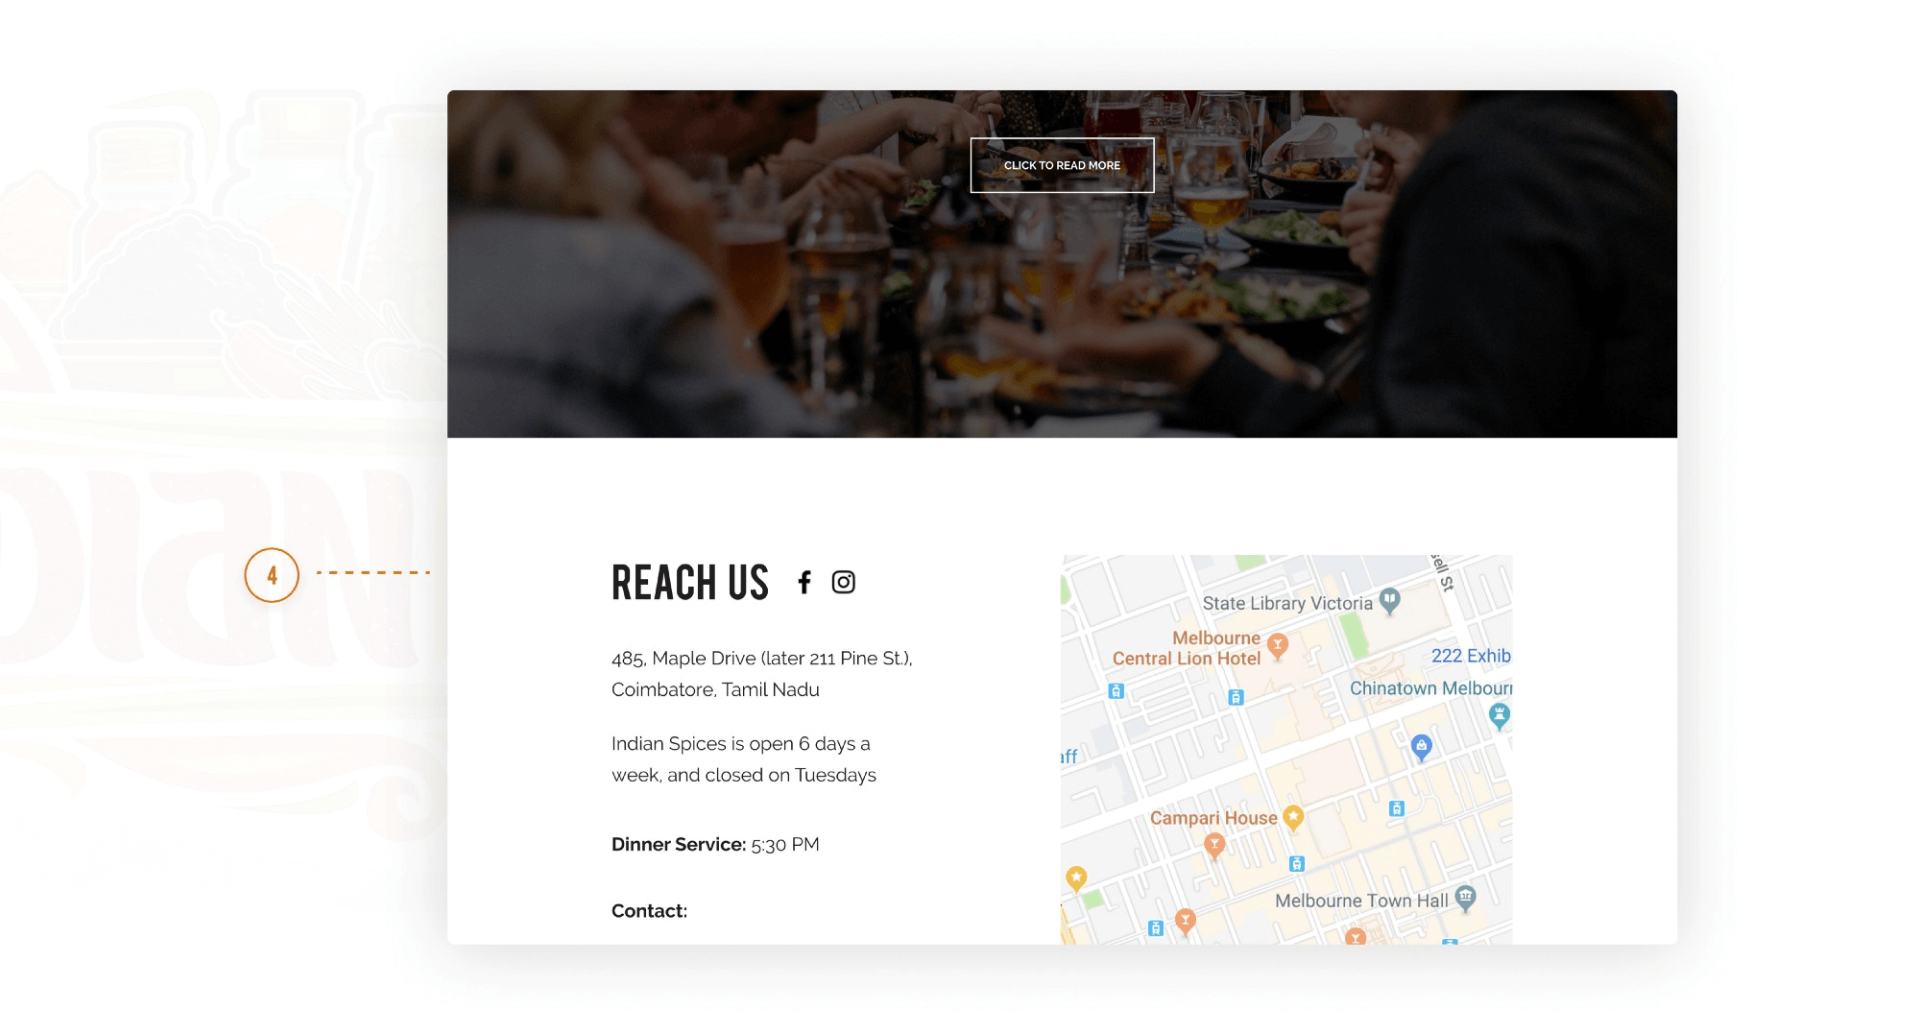 CLICK TO READ MORE
4
REACH US
485, Maple Drive (later 211 Pine St.),
Coimbatore, Tamil Nadu
Indian Spices is open 6 days a
week, and closed on Tuesdays
Dinner Service: 5:30 PM
Contact:
sell St
State Library Victoria
Melbourne
Central Lion Hotel
222 Exhib
Chinatown Melbourn
aff
Campari House
Melbourne Town Hall